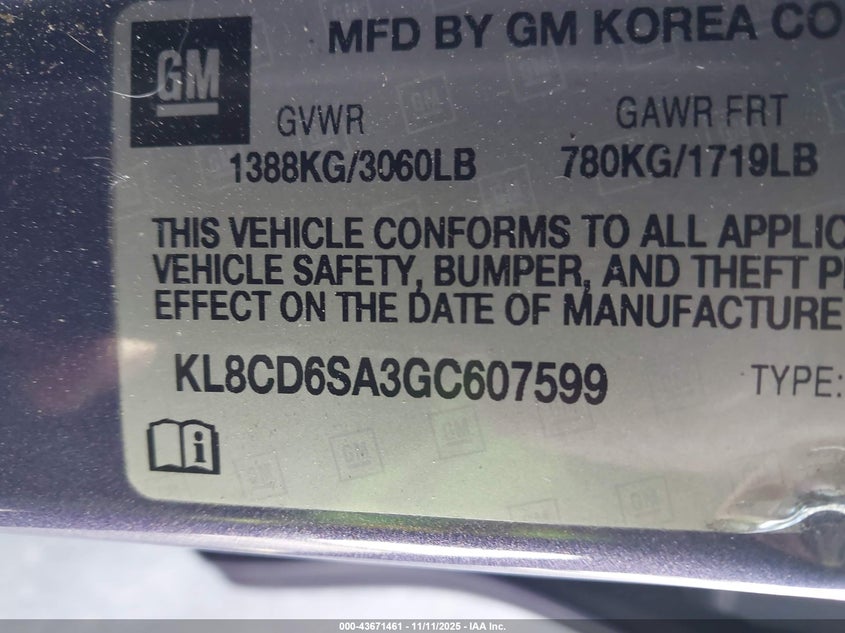 MFD BY GM KOREA CO
GM
GVWR GAWR FRT
1388KG/3060LB 780KG/1719LB
THIS VEHICLE CONFORMS TO ALL APPLIC
VEHICLE SAFETY, BUMPER, AND THEFT P
EFFECT ON THE DATE OF MANUFACTURE
KL8CD6SA3GC607599 TYPE:
i
000-43671461 - 11/11/2025 - IAA Inc.